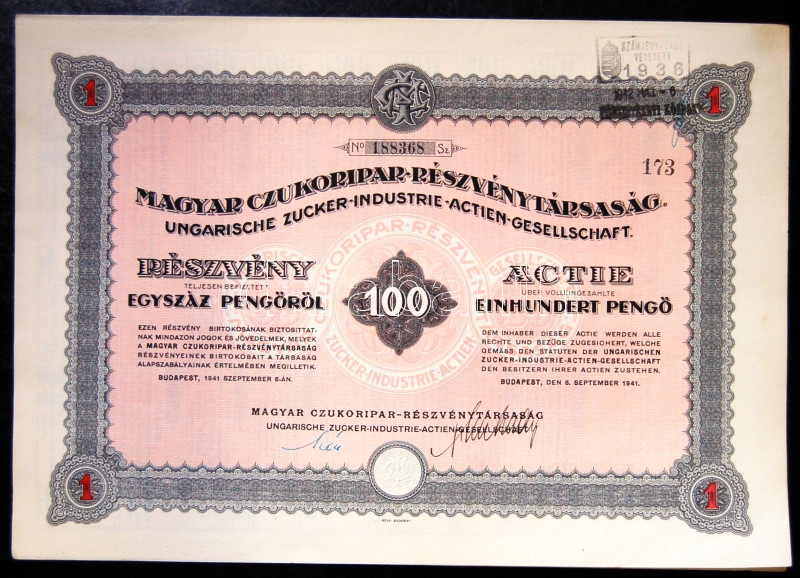 1
1
1936
No 188368 Sz.
173
MAGYAR CZUKORIPAR-RÉSZVÉNYTÁRSASÁG.
UNGARISCHE ZUCKER-INDUSTRIE-ACTIEN-GESELLSCHAFT.
RÉSZVÉNY
TELJESEN BEFIZETETT
EGYSZÁZ PENGŐRŐL
EZEN RÉSZVÉNY BIRTOKOSÁNAK BIZTOSITTAT-
NAK MINDAZON JOGOK ÉS JÖVEDELMEK, MELYEK
A MAGYAR CZUKORIPAR-RÉSZVÉNYTÁRSASÁG
RÉSZVÉNYEINEK BIRTOKOSAIT A TÁRSASÁG
ALAPSZABÁLYAINAK ÉRTELMÉBEN MEGILLETIK.
BUDAPEST, 1941 SZEPTEMBER 6-ÁN.
100
ACTIE
ÜBER VOLLEINGEZAHLTE
EINHUNDERT PENGŐ
DEM INHABER DIESER ACTIE WERDEN ALLE
RECHTE UND BEZÜGE ZUGESICHERT, WELCHE
GEMÄSS DEN STATUTEN DER UNGARISCHEN
ZUCKER-INDUSTRIE-ACTIEN-GESELLSCHAFT
DEN BESITZERN IHRER ACTIEN ZUSTEHEN.
BUDAPEST, DEN 6. SEPTEMBER 1941.
MAGYAR CZUKORIPAR-RÉSZVÉNYTÁRSASÁG
UNGARISCHE ZUCKER-INDUSTRIE-ACTIEN-GESELLSCHAFT
1
1